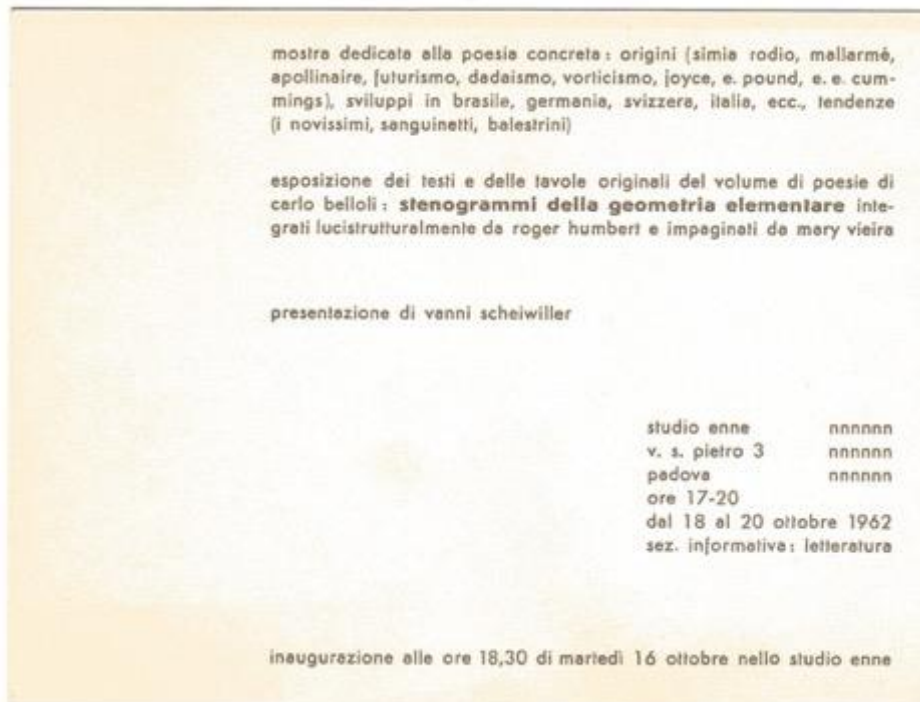 mostra dedicata alla poesia concreta: origini (simia rodio, mallarmé,
apollinaire, futurismo, dadaismo, vorticismo, joyce, e. pound, e. e. cum-
mings), sviluppi in brasile, germania, svizzera, italia, ecc., tendenze
(i novissimi, sanguinetti, balestrini)
esposizione dei testi e delle tavole originali del volume di poesie di
carlo belloli: stenogrammi della geometria elementare inte-
grati lucistrutturalmente da roger humbert e impaginati da mary vieira
presentazione di vanni scheiwiller
studio enne nnnnnn
v. s. pietro 3 nnnnnn
padova nnnnnn
ore 17-20
dal 18 al 20 ottobre 1962
sez. informativa: letteratura
inaugurazione alle ore 18,30 di martedì 16 ottobre nello studio enne